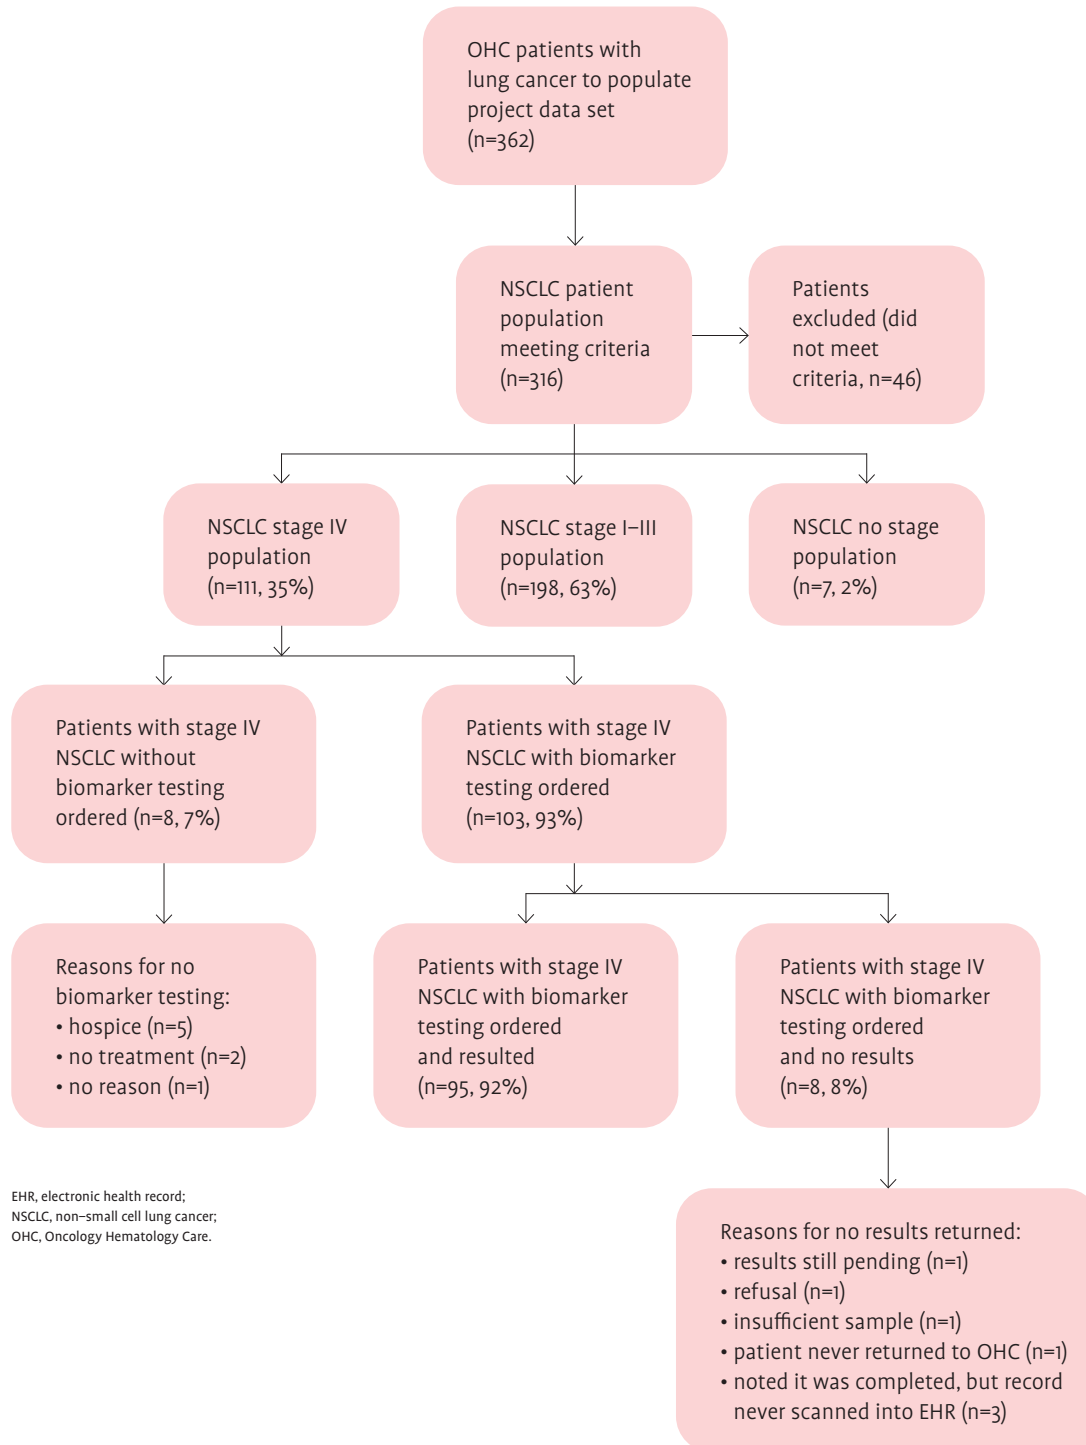 OHC patients with
lung cancer to populate
project data set
(n=362)
NSCLC patient
population
meeting criteria
(n=316)
Patients
excluded (did
not meet
criteria, n=46)
NSCLC stage IV
population
(n=111, 35%)
NSCLC stage I–III
population
(n=198, 63%)
NSCLC no stage
population
(n=7, 2%)
Patients with stage IV
NSCLC without
biomarker testing
ordered (n=8, 7%)
Patients with stage IV
NSCLC with biomarker
testing ordered
(n=103, 93%)
Reasons for no
biomarker testing:
• hospice (n=5)
• no treatment (n=2)
• no reason (n=1)
Patients with stage IV
NSCLC with biomarker
testing ordered
and resulted
(n=95, 92%)
Patients with stage IV
NSCLC with biomarker
testing ordered
and no results
(n=8, 8%)
EHR, electronic health record;
NSCLC, non–small cell lung cancer;
OHC, Oncology Hematology Care.
Reasons for no results returned:
• results still pending (n=1)
• refusal (n=1)
• insufficient sample (n=1)
• patient never returned to OHC (n=1)
• noted it was completed, but record
never scanned into EHR (n=3)